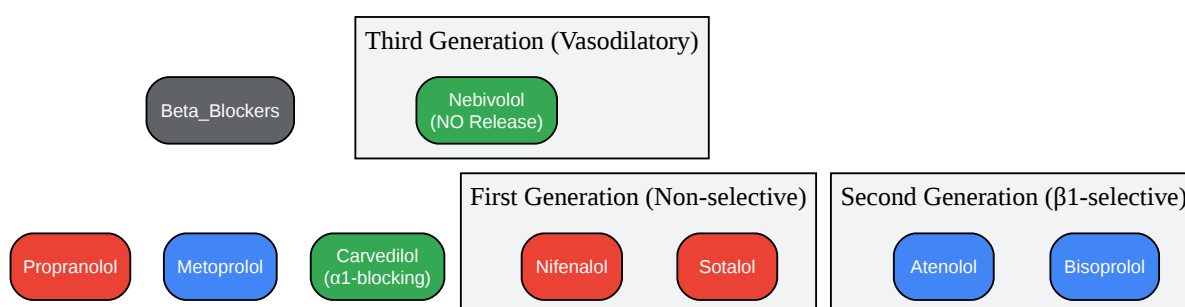 Third Generation (Vasodilatory)
Beta_Blockers
Nebivolol
(NO Release)
First Generation (Non-selective)
Second Generation (β1-selective)
Propranolol
Metoprolol
Carvedilol
(α1-blocking)
Nifenalol
Sotalol
Atenolol
Bisoprolol